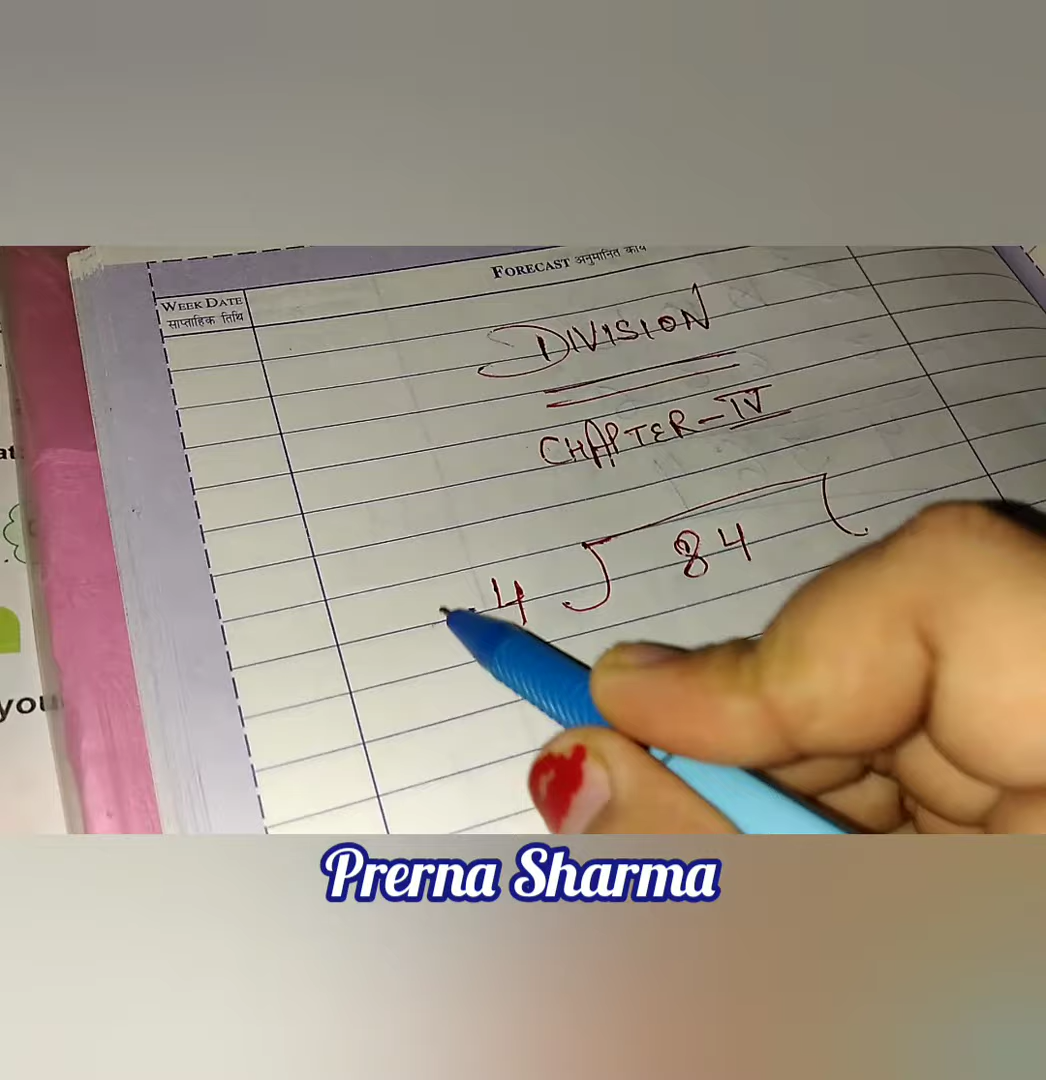 FORECAST अनुमानित कार्य
WEEK DATE
साप्ताहिक तिथि
DIVISION
CHAPTER-IV
4 84
you
Prerna Sharma